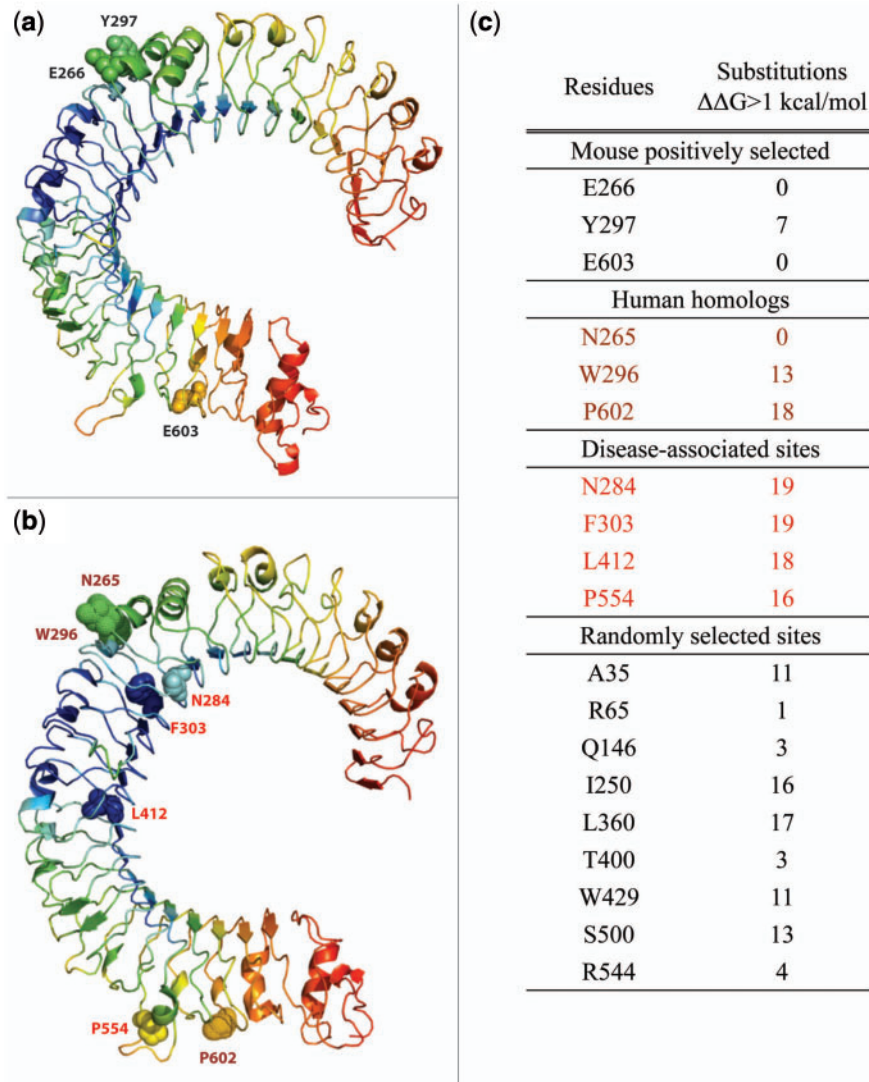 (a)
Y297
E266
E603
(b)
N265
W296
N284
F303
L412
P554
P602
(c)
Residues Substitutions ΔΔG>1 kcal/mol
Mouse positively selected
E266 0
Y297 7
E603 0
Human homologs
N265 0
W296 13
P602 18
Disease-associated sites
N284 19
F303 19
L412 18
P554 16
Randomly selected sites
A35 11
R65 1
Q146 3
I250 16
L360 17
T400 3
W429 11
S500 13
R544 4